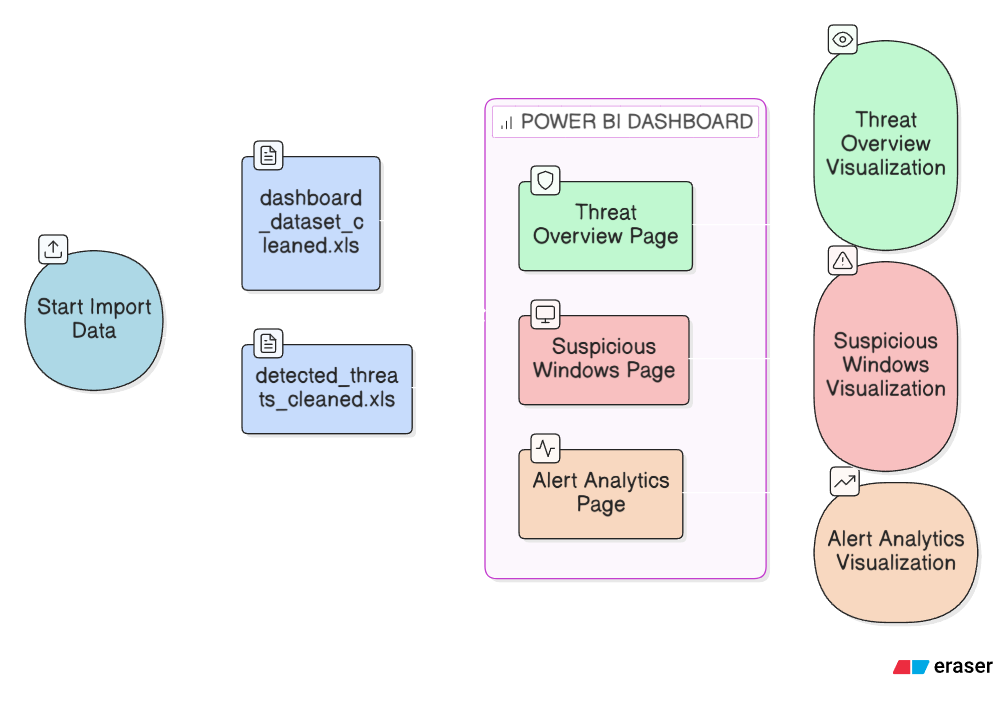 Start Import
Data
dashboard
_dataset_c
leaned.xls
detected_threa
ts_cleaned.xls
POWER BI DASHBOARD
Threat
Overview Page
Suspicious
Windows Page
Alert Analytics
Page
Threat
Overview
Visualization
Suspicious
Windows
Visualization
Alert Analytics
Visualization
eraser